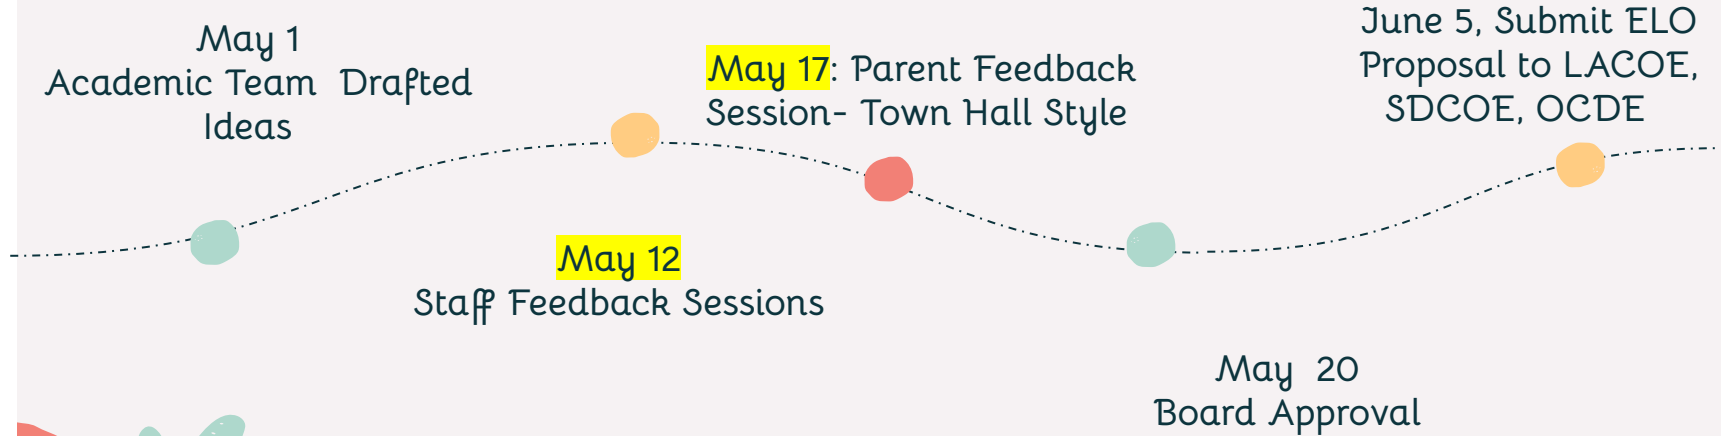 May 1
Academic Team  Drafted
Ideas
May 12
Staff Feedback Sessions
May 17: Parent Feedback
Session- Town Hall Style
May  20
Board Approval
June 5, Submit ELO
Proposal to LACOE,
SDCOE, OCDE